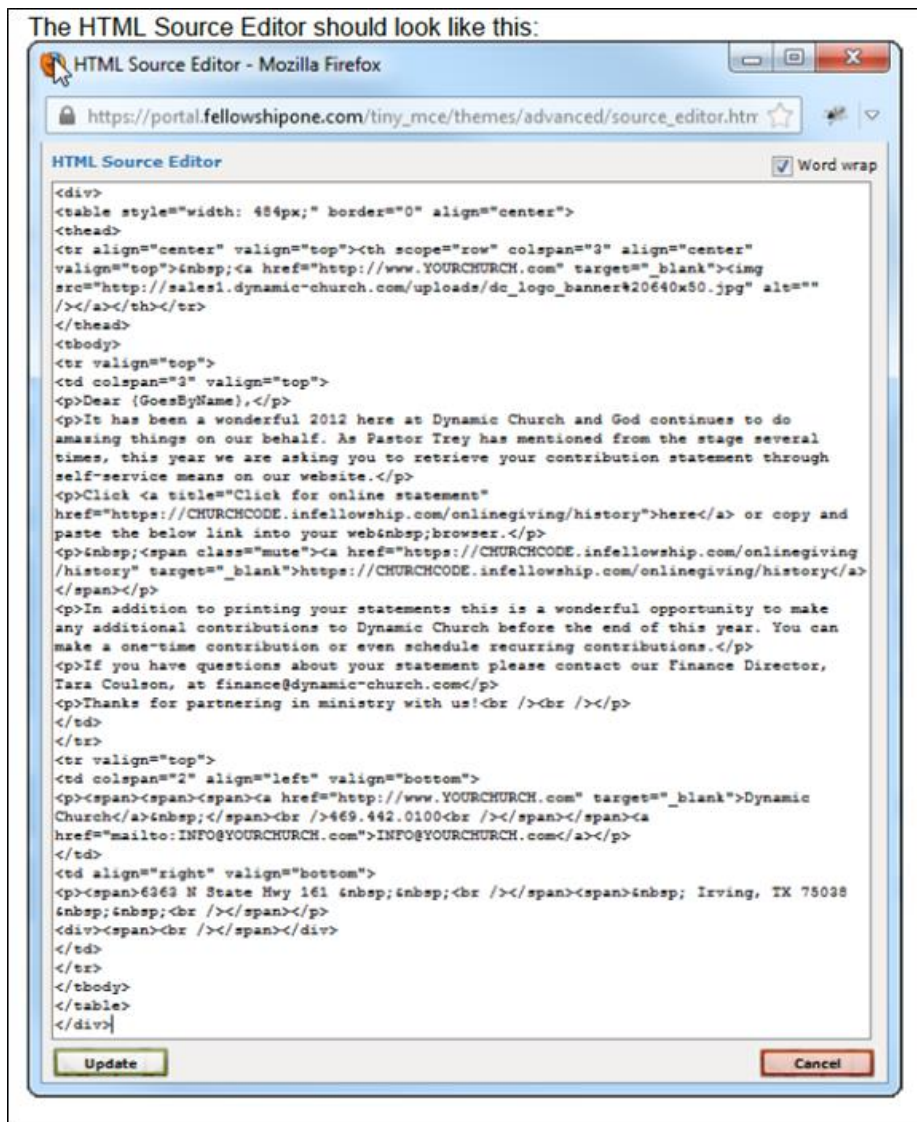 The HTML Source Editor should look like this:
HTML Source Editor - Mozilla Firefox
https://portal.fellowshipone.com/tiny_mce/themes/advanced/source_editor.htm
HTML Source Editor
Word wrap
<div>
<table style="width: 484px;" border="0" align="center">
<thead>
<tr align="center" valign="top"><th scope="row" colspan="3" align="center"
valign="top">&nbsp;<a href="http://www.YOURCHURCH.com" target="_blank"><img
src="http://sales1.dynamic-church.com/uploads/dc_logo_banner%20640x50.jpg" alt=""
/></a></th></tr>
</thead>
<tbody>
<tr valign="top">
<td colspan="3" valign="top">
<p>Dear {GoesByName},</p>
<p>It has been a wonderful 2012 here at Dynamic Church and God continues to do
amazing things on our behalf. As Pastor Trey has mentioned from the stage several
times, this year we are asking you to retrieve your contribution statement through
self-service means on our website.</p>
<p>Click <a title="Click for online statement"
href="https://CHURCHCODE.infellowship.com/onlinegiving/history">here</a> or copy and
paste the below link into your web&nbsp;browser.</p>
<p>&nbsp;<span class="mute"><a href="https://CHURCHCODE.infellowship.com/onlinegiving
/history" target="_blank">https://CHURCHCODE.infellowship.com/onlinegiving/history</a>
</span></p>
<p>In addition to printing your statements this is a wonderful opportunity to make
any additional contributions to Dynamic Church before the end of this year. You can
make a one-time contribution or even schedule recurring contributions.</p>
<p>If you have questions about your statement please contact our Finance Director,
Tara Coulson, at finance@dynamic-church.com</p>
<p>Thanks for partnering in ministry with us!<br /><br /></p>
</td>
</tr>
<tr valign="top">
<td colspan="2" align="left" valign="bottom">
<p><span><span><span><a href="http://www.YOURCHURCH.com" target="_blank">Dynamic
Church</a>&nbsp;</span><br />469.442.0100<br /></span></span><a
href="mailto:INFO@YOURCHURCH.com">INFO@YOURCHURCH.com</a></p>
</td>
<td align="right" valign="bottom">
<p><span>6363 N State Hwy 161 &nbsp;&nbsp;<br /></span><span>&nbsp; Irving, TX 75038
&nbsp;&nbsp;<br /></span></p>
<div><span><br /></span></div>
</td>
</tr>
</tbody>
</table>
</div>
Update
Cancel